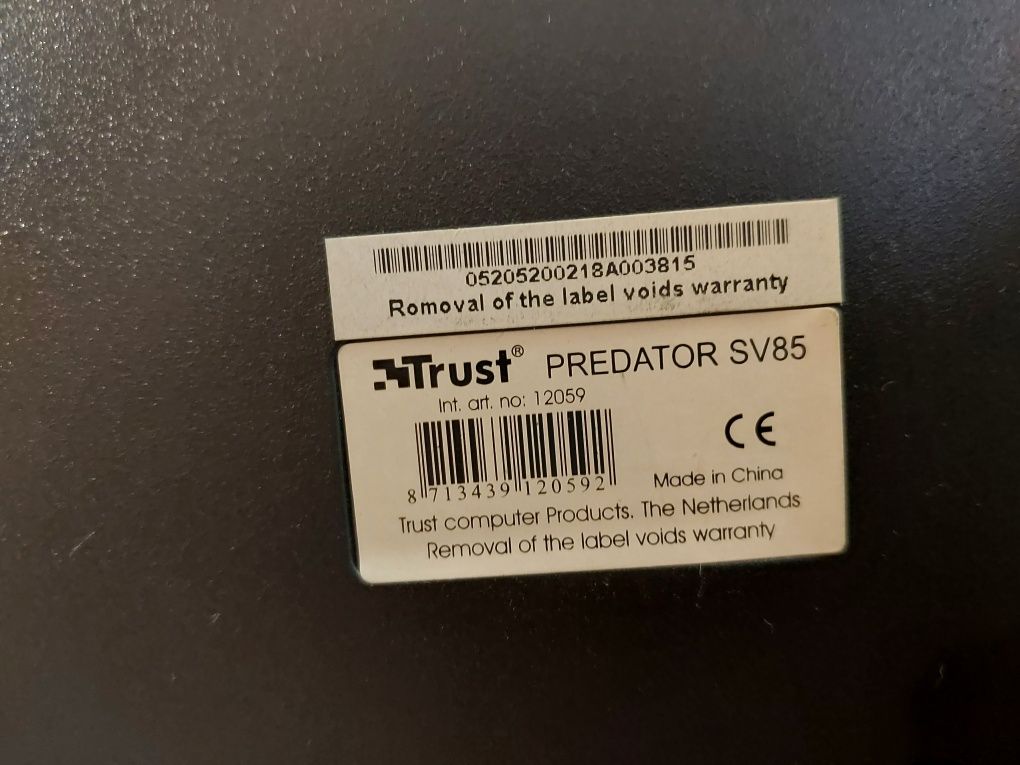 05205200218A003815
Romoval of the label voids warranty
Trust® PREDATOR SV85
Int. art. no: 12059
CE
8 713439 120592
Made in China
Trust computer Products. The Netherlands
Removal of the label voids warranty